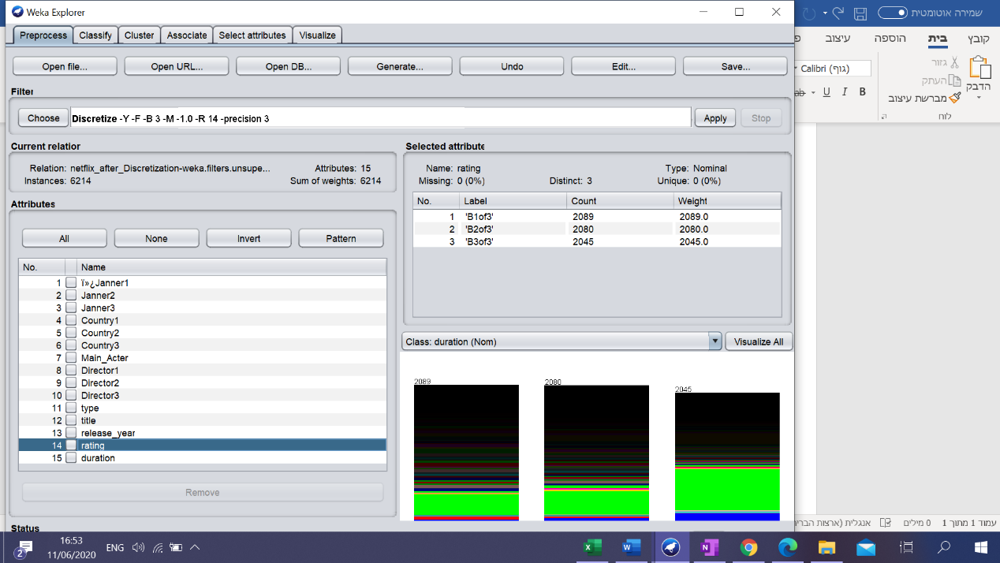 Weka Explorer
Preprocess Classify Cluster Associate Select attributes Visualize
Open file... Open URL... Open DB... Generate... Undo Edit... Save...
Filter
Choose Discretize -Y -F -B 3 -M -1.0 -R 14 -precision 3 Apply Stop
Current relation
Relation: netflix_after_Discretization-weka.filters.unsupe... Attributes: 15
Instances: 6214 Sum of weights: 6214
Attributes
All None Invert Pattern
No. Name
1 ï»¿Janner1
2 Janner2
3 Janner3
4 Country1
5 Country2
6 Country3
7 Main_Acter
8 Director1
9 Director2
10 Director3
11 type
12 title
13 release_year
14 rating
15 duration
Remove
Status
Selected attribute
Name: rating Type: Nominal
Missing: 0 (0%) Distinct: 3 Unique: 0 (0%)
No. Label Count Weight
1 'B1of3' 2089 2089.0
2 'B2of3' 2080 2080.0
3 'B3of3' 2045 2045.0
Class: duration (Nom) Visualize All
2089 2080 2045
שמירה אוטומטית
קובץ בית הוספה עיצוב
Calibri (גוף)
ab U I B
גזור
העתק
מברשת עיצוב
הדבק
לוח
עמוד 1 מתוך 1 0 מילים אנגלית (ארצות הברי
16:53
11/06/2020
2
ENG